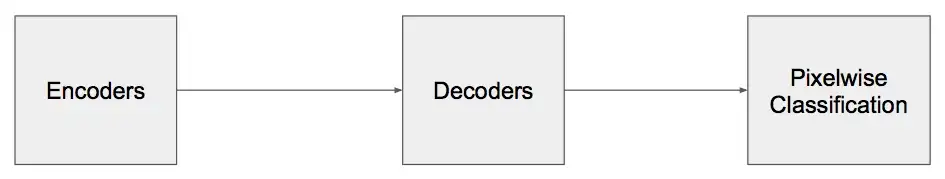 Encoders
Decoders
Pixelwise
Classification